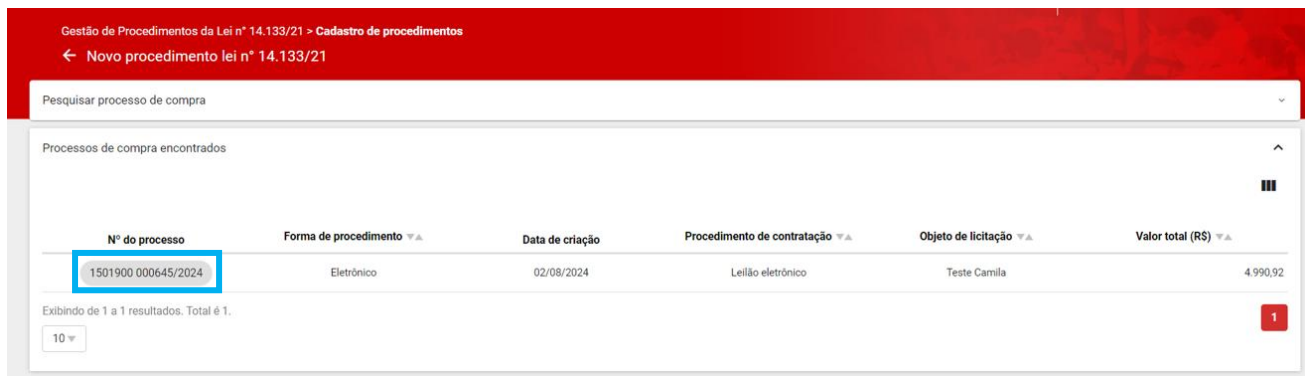 Gestão de Procedimentos da Lei n° 14.133/21 > Cadastro de procedimentos
← Novo procedimento lei n° 14.133/21
Pesquisar processo de compra
Processos de compra encontrados
N° do processo Forma de procedimento Data de criação Procedimento de contratação Objeto de licitação Valor total (R$)
1501900 000645/2024 Eletrônico 02/08/2024 Leilão eletrônico Teste Camila 4.990,92
Exibindo de 1 a 1 resultados. Total é 1.
1
10